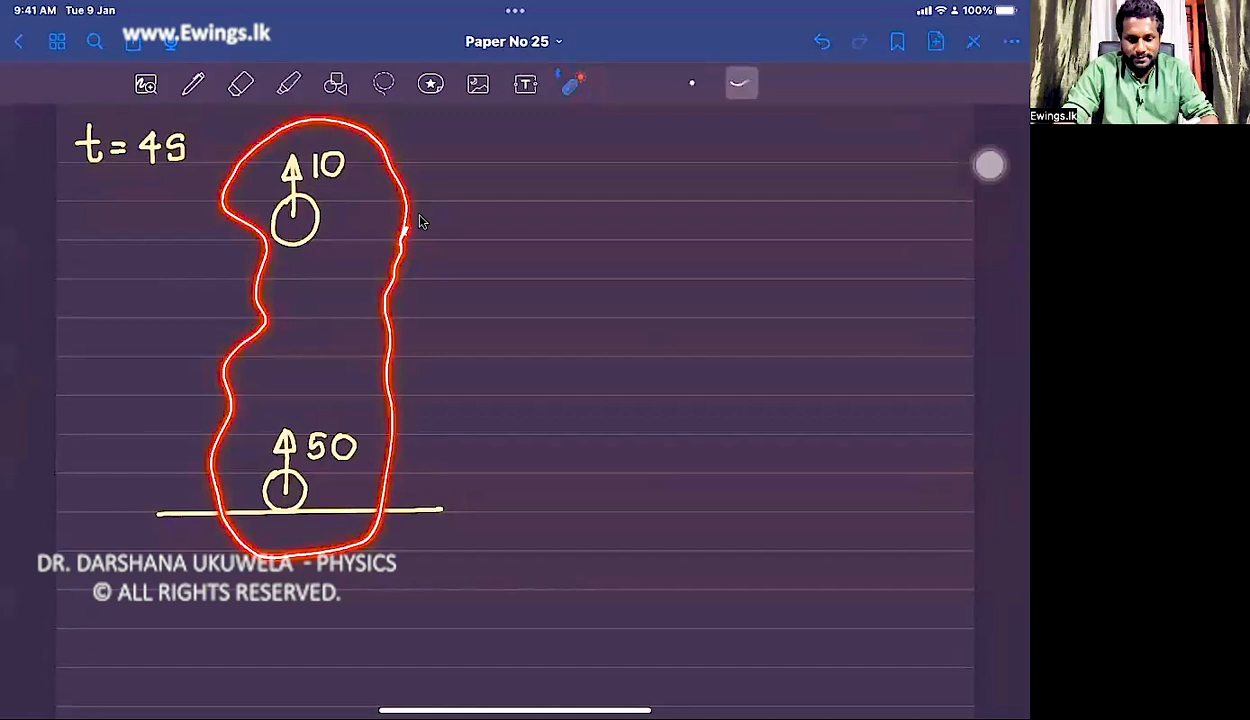 9:41 AM Tue 9 Jan
100%
www.Ewings.lk
Paper No 25
T
Ewings.lk
t = 4s
10
50
DR. DARSHANA UKUWELA - PHYSICS
© ALL RIGHTS RESERVED.